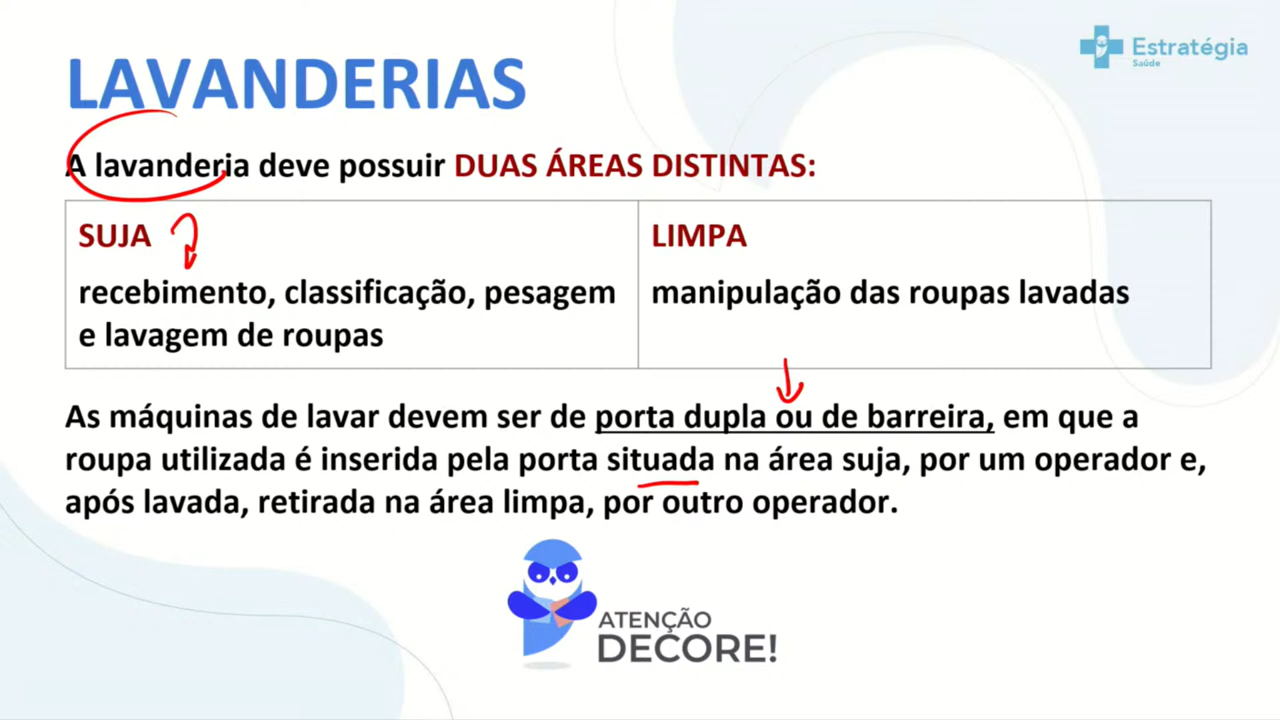 Estratégia
Saúde
LAVANDERIAS
A lavanderia deve possuir DUAS ÁREAS DISTINTAS:
SUJA
recebimento, classificação, pesagem
e lavagem de roupas
LIMPA
manipulação das roupas lavadas
As máquinas de lavar devem ser de porta dupla ou de barreira, em que a
roupa utilizada é inserida pela porta situada na área suja, por um operador e,
após lavada, retirada na área limpa, por outro operador.
ATENÇÃO
DECORE!